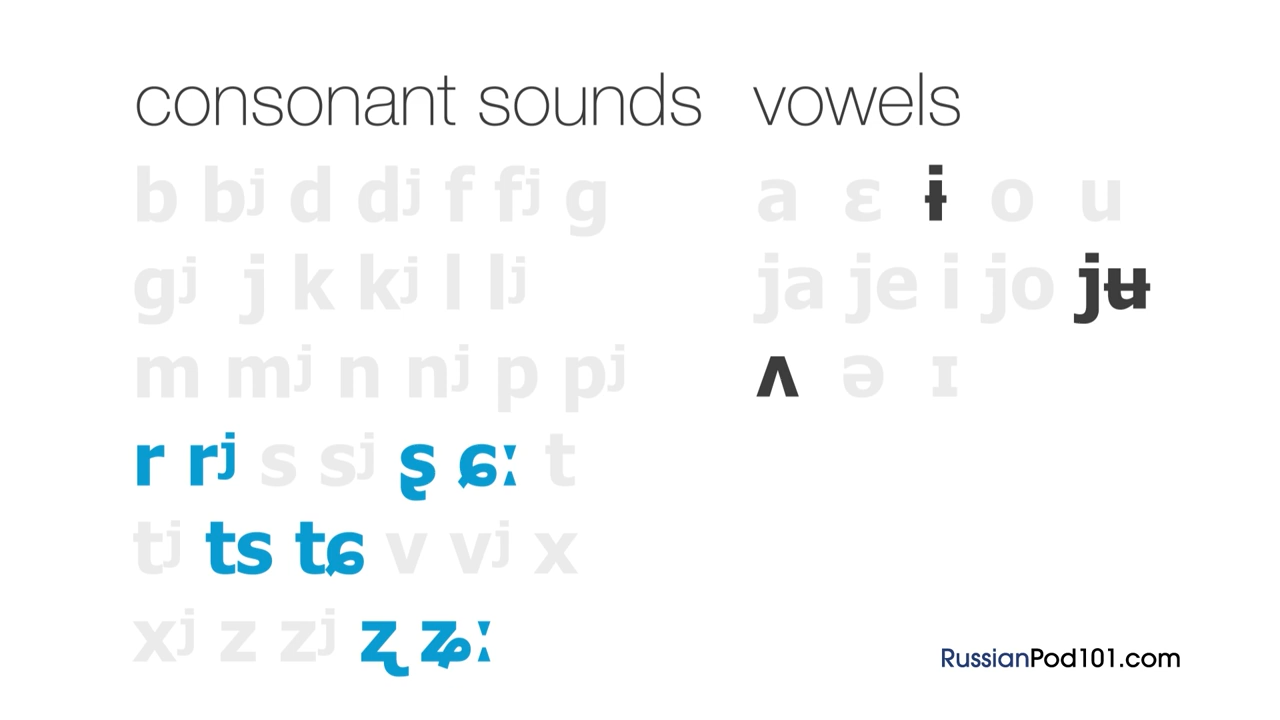 consonant sounds
b bʲ d dʲ f fʲ g
gʲ j k kʲ l lʲ
m mʲ n nʲ p pʲ
r rʲ s sʲ ʂ ɕː t
tʲ ts tɕ v vʲ x
xʲ z zʲ ʐ ʑː
vowels
a ɛ ɨ o u
ja je i jo jʉ
ʌ ə ɪ
RussianPod101.com